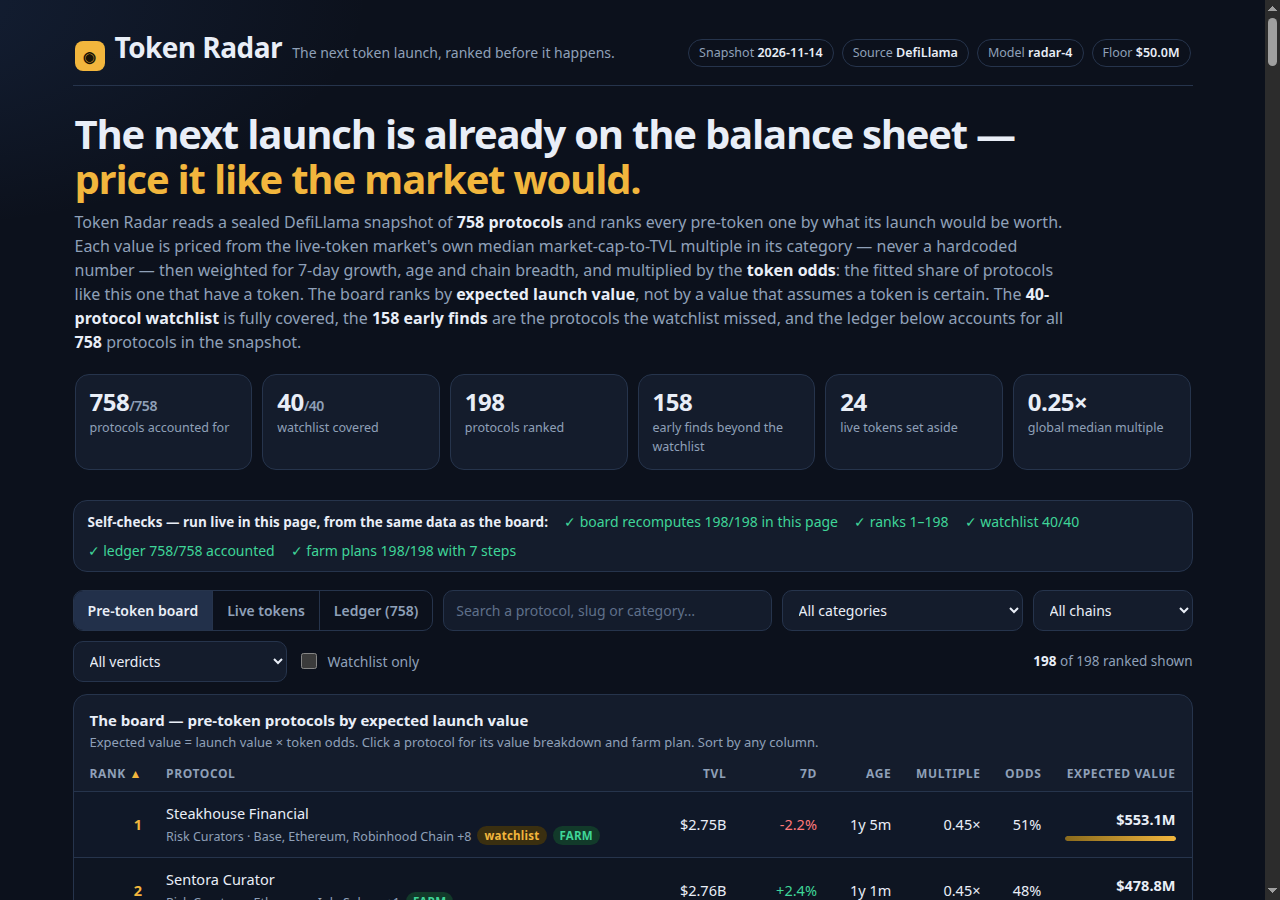 Token Radar The next token launch, ranked before it happens. Snapshot 2026-11-14 Source DefiLlama Model radar-4 Floor $50.0M
The next launch is already on the balance sheet —
price it like the market would.
Token Radar reads a sealed DefiLlama snapshot of 758 protocols and ranks every pre-token one by what its launch would be worth.
Each value is priced from the live-token market's own median market-cap-to-TVL multiple in its category — never a hardcoded
number — then weighted for 7-day growth, age and chain breadth, and multiplied by the token odds: the fitted share of protocols
like this one that have a token. The board ranks by expected launch value, not by a value that assumes a token is certain. The 40-
protocol watchlist is fully covered, the 158 early finds are the protocols the watchlist missed, and the ledger below accounts for all
758 protocols in the snapshot.
758/758 40/40 198 158 24 0.25×
protocols accounted for watchlist covered protocols ranked early finds beyond the live tokens set aside global median multiple
watchlist
Self-checks — run live in this page, from the same data as the board: ✓ board recomputes 198/198 in this page ✓ ranks 1–198 ✓ watchlist 40/40
✓ ledger 758/758 accounted ✓ farm plans 198/198 with 7 steps
Pre-token board Live tokens Ledger (758) Search a protocol, slug or category... All categories All chains
All verdicts Watchlist only 198 of 198 ranked shown
The board — pre-token protocols by expected launch value
Expected value = launch value × token odds. Click a protocol for its value breakdown and farm plan. Sort by any column.
RANK ▲ PROTOCOL TVL 7D AGE MULTIPLE ODDS EXPECTED VALUE
1 Steakhouse Financial $2.75B -2.2% 1y 5m 0.45× 51% $553.1M
Risk Curators · Base, Ethereum, Robinhood Chain +8 watchlist FARM
2 Sentora Curator $2.76B +2.4% 1y 1m 0.45× 48% $478.8M